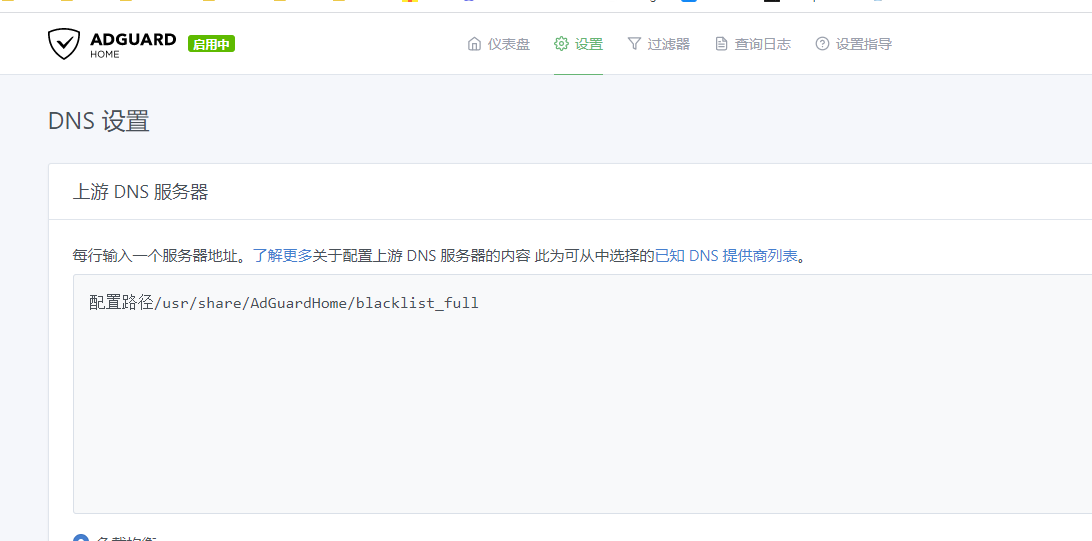 ADGUARD
HOME
启用中
仪表盘
设置
过滤器
查询日志
设置指导
DNS 设置
上游 DNS 服务器
每行输入一个服务器地址。了解更多关于配置上游 DNS 服务器的内容 此为可从中选择的已知 DNS 提供商列表。
配置路径/usr/share/AdGuardHome/blacklist_full